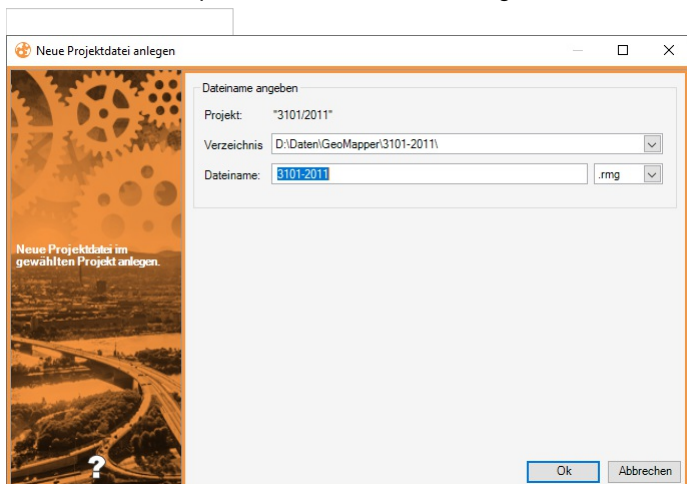 Neue Projektdatei anlegen
Dateiname angeben
Projekt: "3101/2011"
Verzeichnis D:\Daten\GeoMapper\3101-2011\
Dateiname: 3101-2011 .rmg
Neue Projektdatei im
gewählten Projekt anlegen.
?
Ok Abbrechen